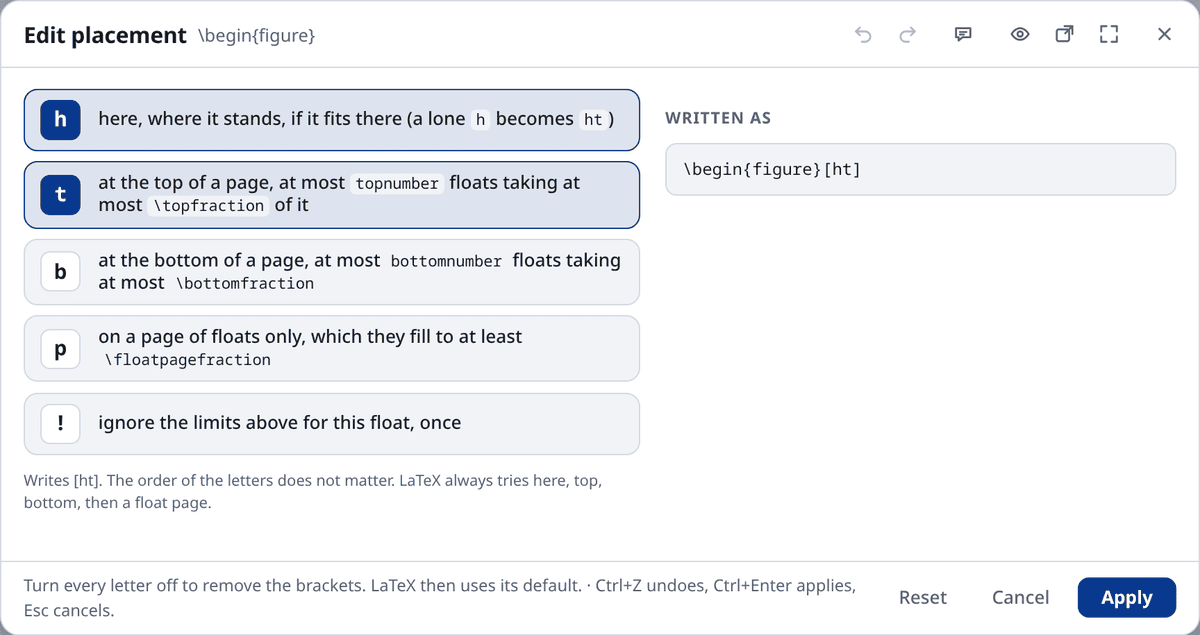 Edit placement \begin{figure}
h here, where it stands, if it fits there (a lone h becomes ht )
t at the top of a page, at most topnumber floats taking at
most \topfraction of it
b at the bottom of a page, at most bottomnumber floats taking
at most \bottomfraction
p on a page of floats only, which they fill to at least
\floatpagefraction
! ignore the limits above for this float, once
Writes [ht]. The order of the letters does not matter. LaTeX always tries here, top,
bottom, then a float page.
WRITTEN AS
\begin{figure}[ht]
Turn every letter off to remove the brackets. LaTeX then uses its default. · Ctrl+Z undoes, Ctrl+Enter applies,
Esc cancels.
Reset Cancel Apply